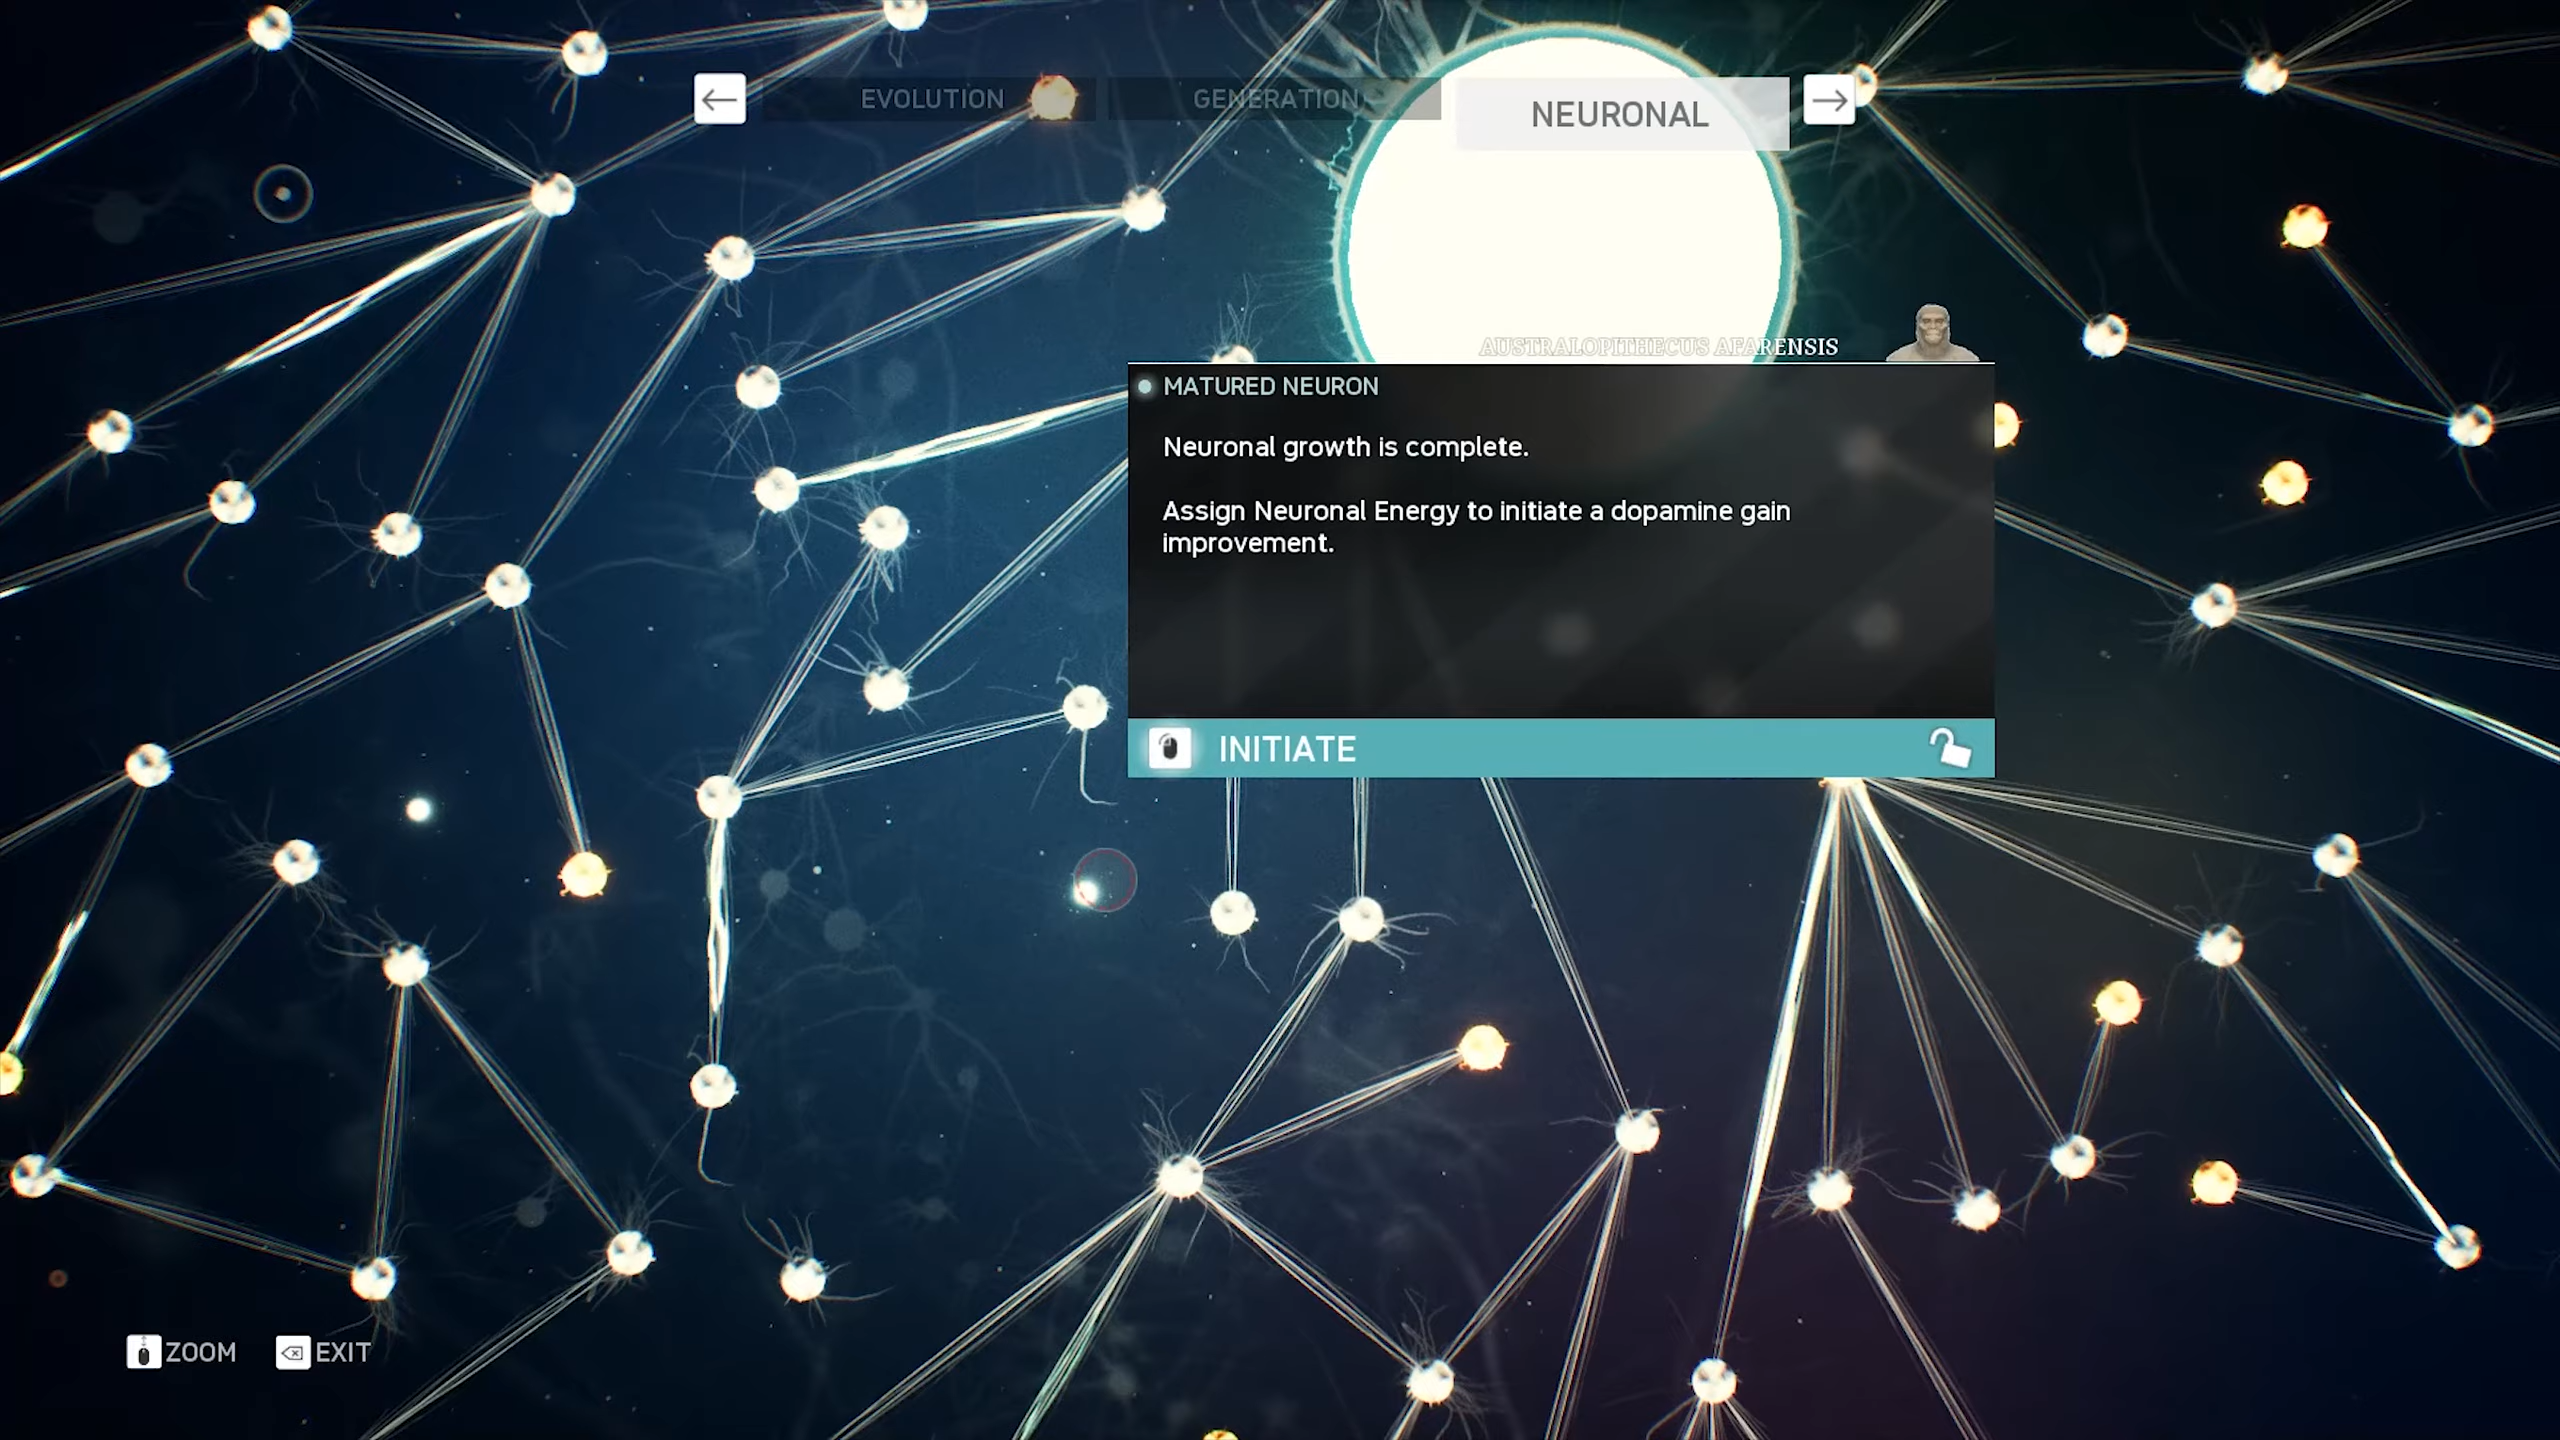 EVOLUTION
GENERATION
NEURONAL
AUSTRALOPITHECUS AFARENSIS
MATURED NEURON
Neuronal growth is complete.
Assign Neuronal Energy to initiate a dopamine gain
improvement.
INITIATE
ZOOM
EXIT